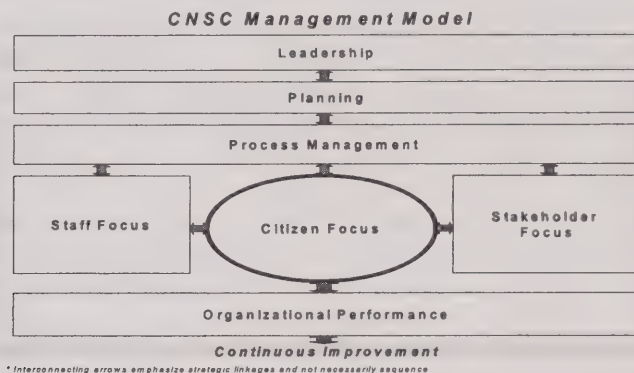 CNSC Management Model
Leadership
Planning
Process Management
Staff Focus
Citizen Focus
Stakeholder
Focus
Organizational Performance
Continuous Improvement
* Interconnecting arrows emphasize strategic linkages and not necessarily sequence